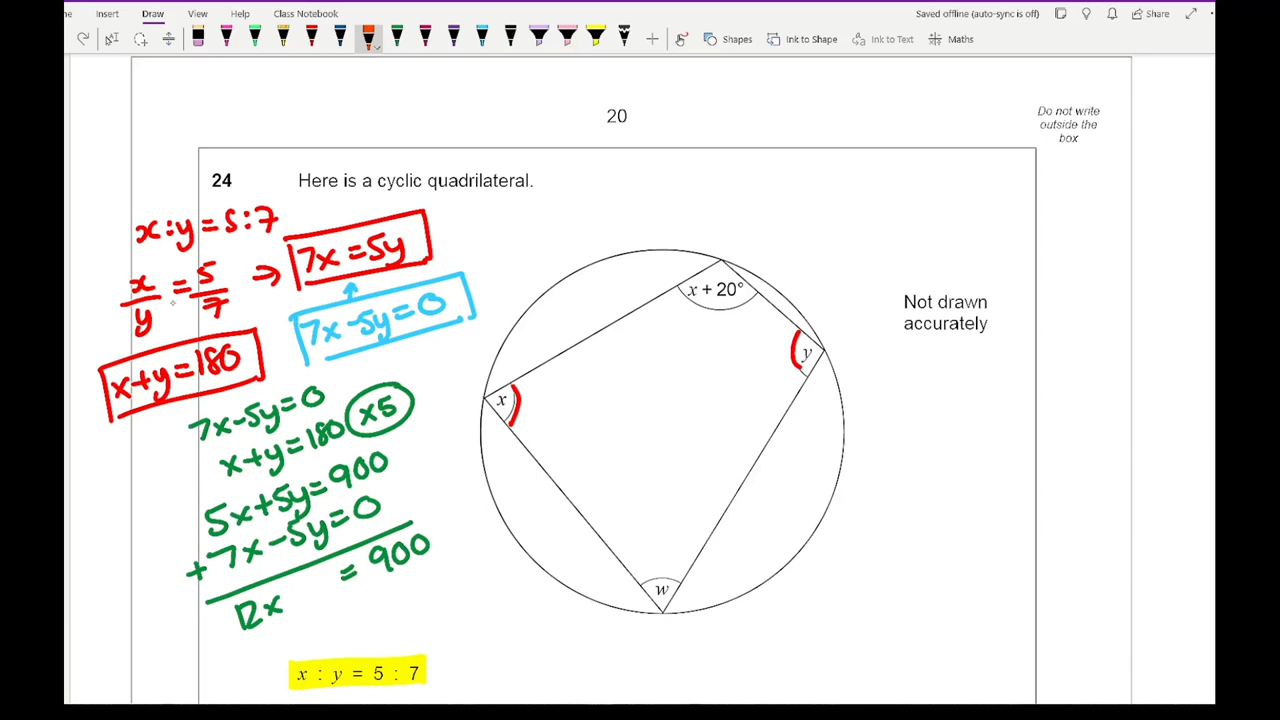 Insert Draw View Help Class Notebook Saved offline (auto-sync is off) Share
Shapes Ink to Shape Ink to Text Maths
20
Do not write
outside the
box
24 Here is a cyclic quadrilateral.
x:y=5:7
x/y = 5/7 ⇒ 7x=5y
7x-5y=0
x+y=180
7x-5y=0
x+y=180 x5
5x+5y=900
+7x-5y=0
12x = 900
x + 20°
y
x
w
Not drawn
accurately
x : y = 5 : 7